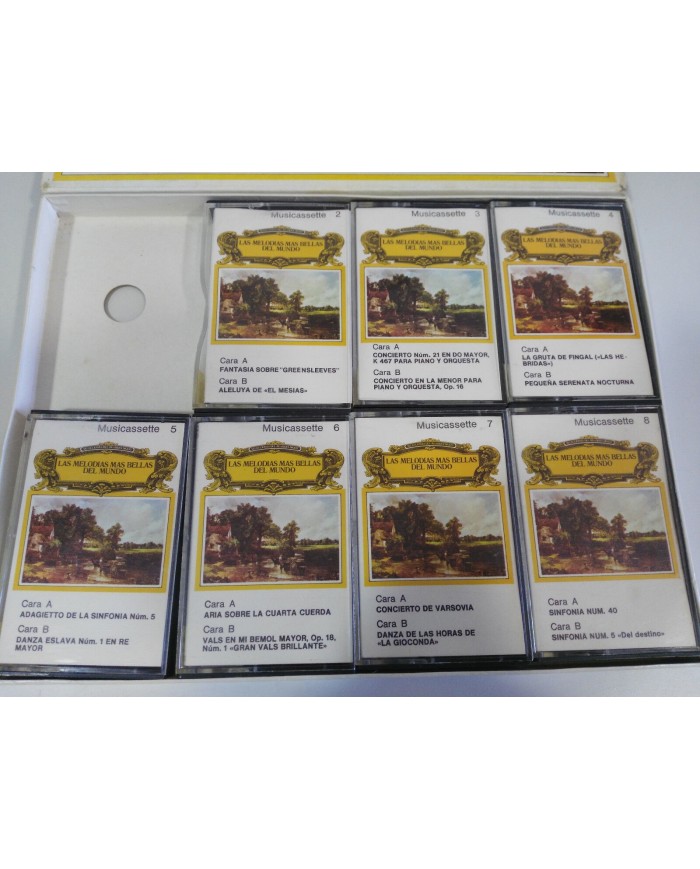 Musicassette 2
LAS MELODIAS MAS BELLAS
DEL MUNDO
Cara A
FANTASIA SOBRE "GREENSLEEVES"
Cara B
ALELUYA DE «EL MESIAS»
Musicassette 3
LAS MELODIAS MAS BELLAS
DEL MUNDO
Cara A
CONCIERTO Núm. 21 EN DO MAYOR,
K 467 PARA PIANO Y ORQUESTA
Cara B
CONCIERTO EN LA MENOR PARA
PIANO Y ORQUESTA, Op. 16
Musicassette 4
LAS MELODIAS MAS BELLAS
DEL MUNDO
Cara A
LA GRUTA DE FINGAL («LAS HE-
BRIDAS»)
Cara B
PEQUEÑA SERENATA NOCTURNA
Musicassette 5
LAS MELODIAS MAS BELLAS
DEL MUNDO
Cara A
ADAGIETTO DE LA SINFONIA Núm. 5
Cara B
DANZA ESLAVA Núm. 1 EN RE
MAYOR
Musicassette 6
LAS MELODIAS MAS BELLAS
DEL MUNDO
Cara A
ARIA SOBRE LA CUARTA CUERDA
Cara B
VALS EN MI BEMOL MAYOR, Op. 18,
Núm. 1 «GRAN VALS BRILLANTE»
Musicassette 7
LAS MELODIAS MAS BELLAS
DEL MUNDO
Cara A
CONCIERTO DE VARSOVIA
Cara B
DANZA DE LAS HORAS DE
«LA GIOCONDA»
Musicassette 8
LAS MELODIAS MAS BELLAS
DEL MUNDO
Cara A
SINFONIA NUM. 40
Cara B
SINFONIA NUM. 5 «Del destino»